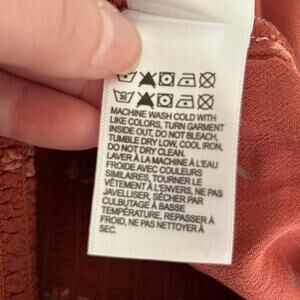 MACHINE WASH COLD WITH
LIKE COLORS, TURN GARMENT
INSIDE OUT, DO NOT BLEACH,
TUMBLE DRY LOW, COOL IRON,
DO NOT DRY CLEAN.
LAVER À LA MACHINE À L'EAU
FROIDE AVEC COULEURS
SIMILAIRES, TOURNER LE
VÊTEMENT À L'ENVERS, NE PAS
JAVELLISER, SÉCHER PAR
CULBUTAGE À BASSE
TEMPÉRATURE, REPASSER À
FROID, NE PAS NETTOYER À
SEC.